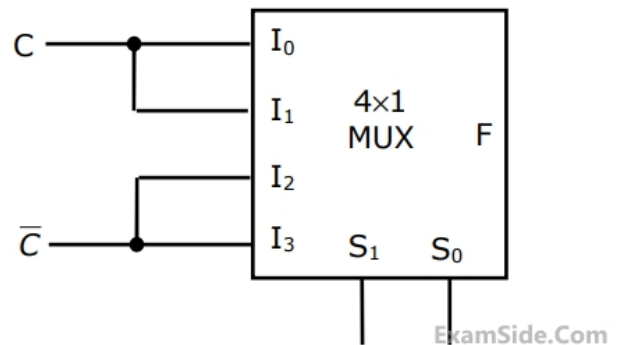 C I₀
I₁
4×1
MUX F
I₂
C̅ I₃ S₁ S₀
ExamSide.Com